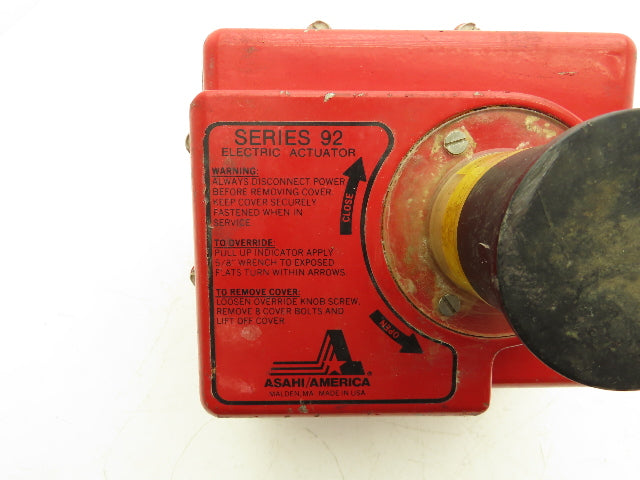 SERIES 92
ELECTRIC ACTUATOR
WARNING:
ALWAYS DISCONNECT POWER
BEFORE REMOVING COVER.
KEEP COVER SECURELY
FASTENED WHEN IN
SERVICE.
CLOSE
TO OVERRIDE:
PULL UP INDICATOR APPLY
5/8" WRENCH TO EXPOSED
FLATS TURN WITHIN ARROWS
TO REMOVE COVER:
LOOSEN OVERRIDE KNOB SCREW,
REMOVE 8 COVER BOLTS AND
LIFT OFF COVER.
OPEN
ASAHI/AMERICA®
MALDEN, MA MADE IN USA